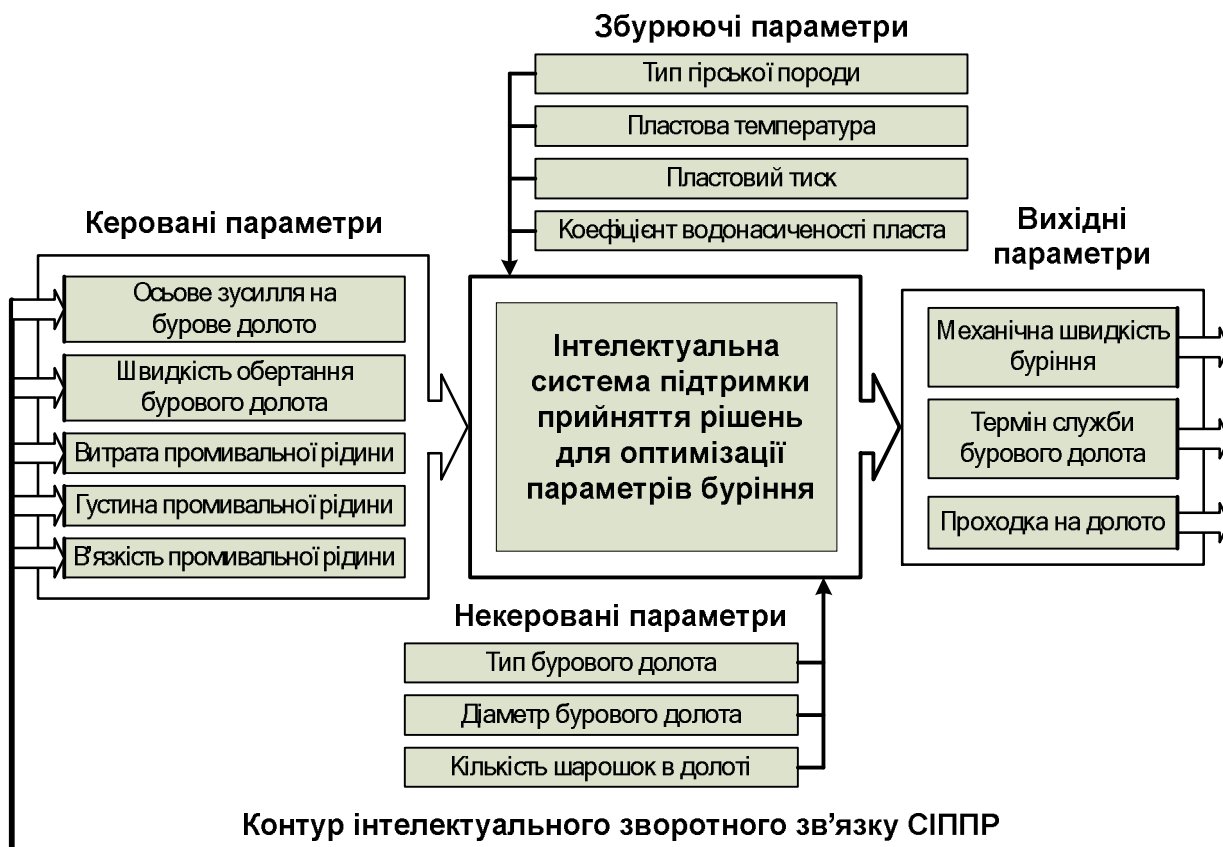 Збурюючі параметри
Тип гірської породи
Пластова температура
Пластовий тиск
Коефіцієнт водонасиченості пласта
Керовані параметри
Осьове зусилля на
бурове долото
Швидкість обертання
бурового долота
Витрата промивальної рідини
Густина промивальної рідини
В'язкість промивальної рідини
Інтелектуальна
система підтримки
прийняття рішень
для оптимізації
параметрів буріння
Вихідні
параметри
Механічна швидкість
буріння
Термін служби
бурового долота
Проходка на долото
Некеровані параметри
Тип бурового долота
Діаметр бурового долота
Кількість шарошок в долоті
Контур інтелектуального зворотного зв'язку СІППР